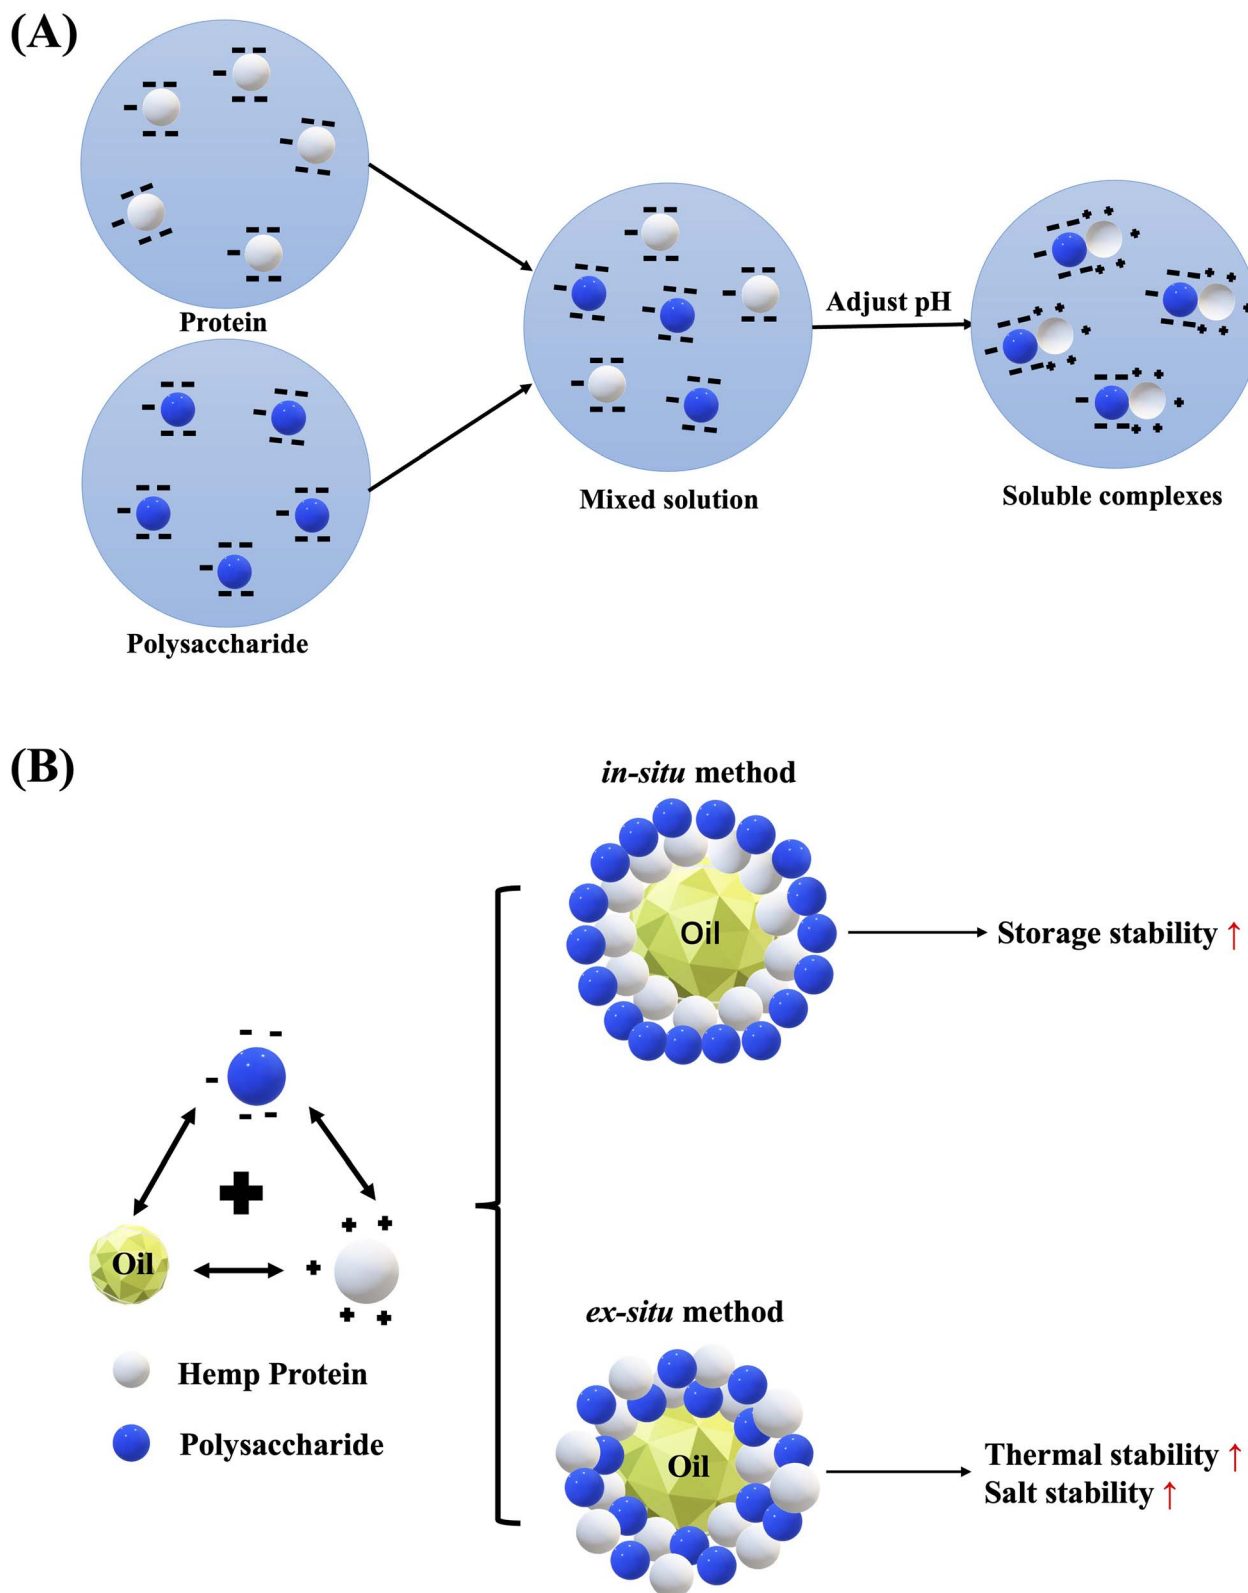 (A)
Protein
Polysaccharide
Mixed solution
Adjust pH
Soluble complexes
(B)
in-situ method
Oil
Storage stability ↑
Oil
Hemp Protein
Polysaccharide
ex-situ method
Oil
Thermal stability ↑
Salt stability ↑